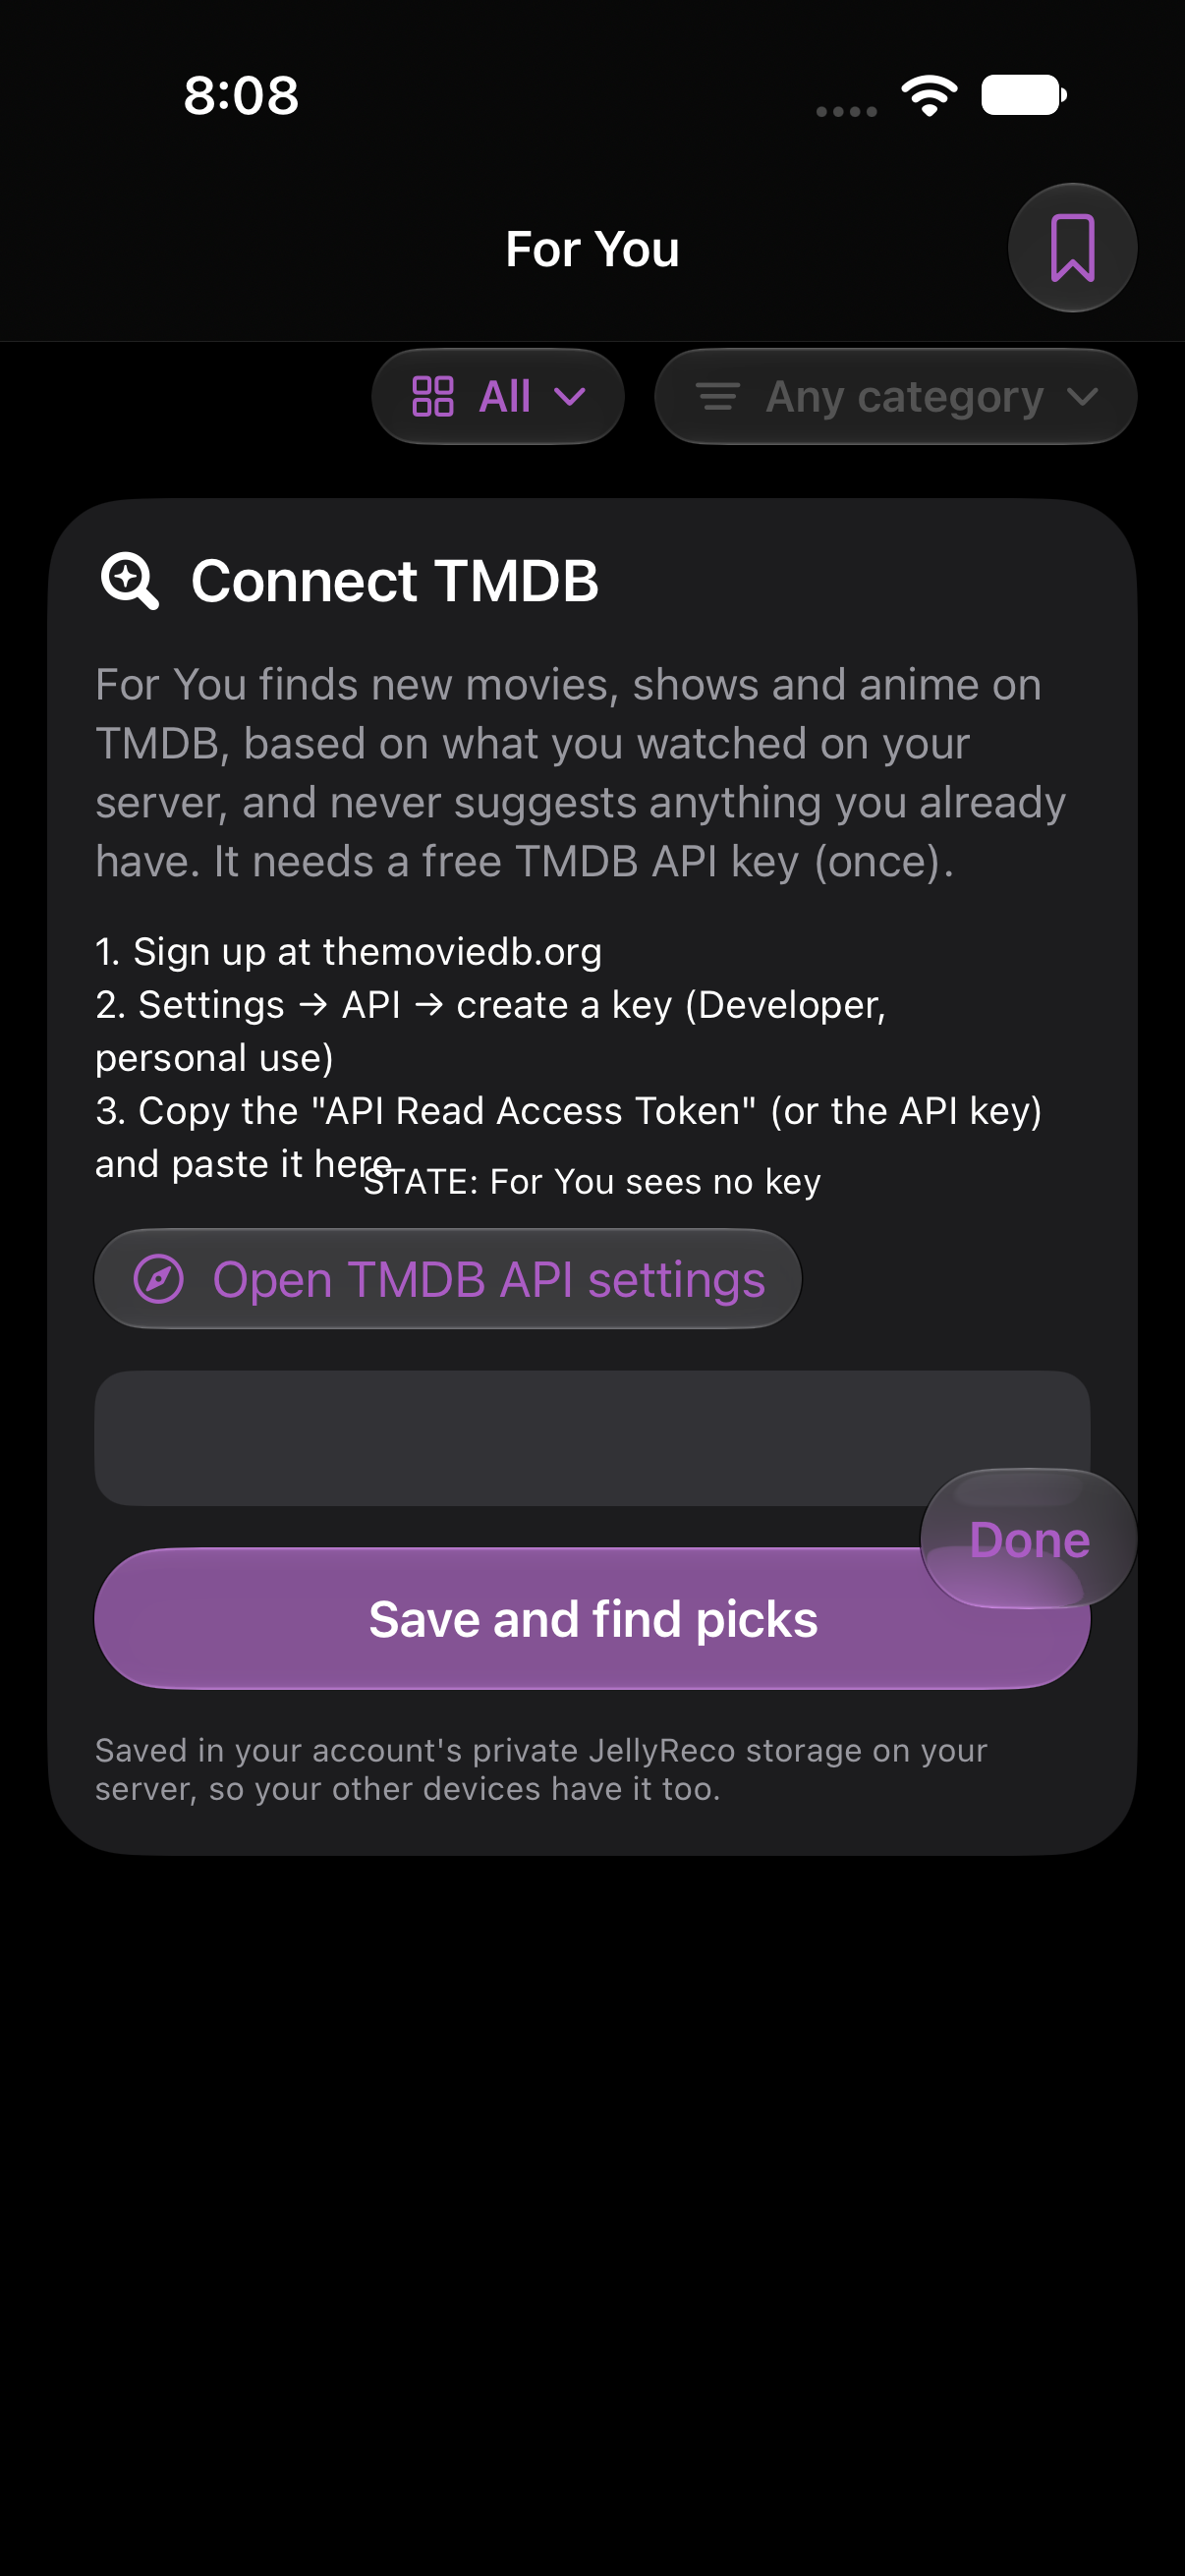 8:08
For You
All
Any category
Connect TMDB
For You finds new movies, shows and anime on
TMDB, based on what you watched on your
server, and never suggests anything you already
have. It needs a free TMDB API key (once).
1. Sign up at themoviedb.org
2. Settings → API → create a key (Developer,
personal use)
3. Copy the "API Read Access Token" (or the API key)
and paste it here
STATE: For You sees no key
Open TMDB API settings
Done
Save and find picks
Saved in your account's private JellyReco storage on your
server, so your other devices have it too.